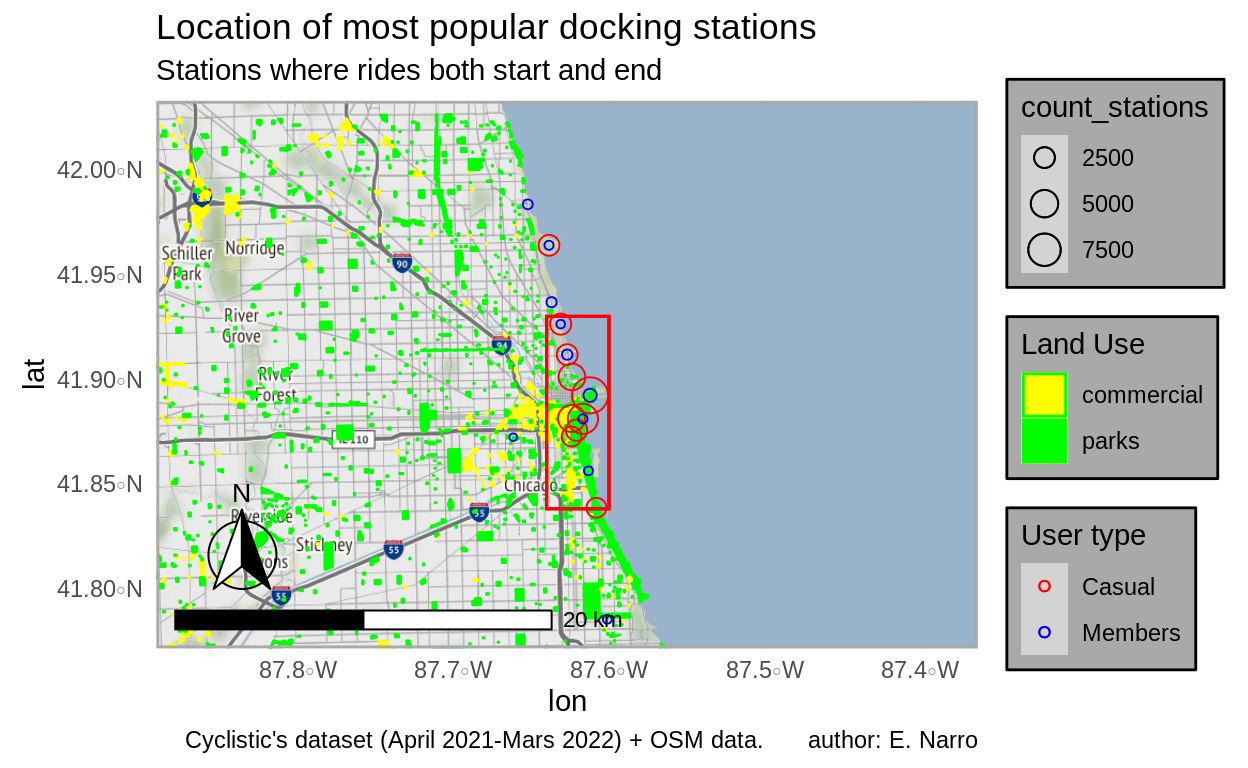 Location of most popular docking stations
Stations where rides both start and end
42.00◦N
41.95◦N
41.90◦N
41.85◦N
41.80◦N
lat
Schiller
Park
Norridge
90
River
Grove
River
Forest
Chicago
Riverside
Stickney
55
55
55
N
20 km
87.8◦W
87.7◦W
87.6◦W
87.5◦W
87.4◦W
lon
Cyclistic's dataset (April 2021-Mars 2022) + OSM data. author: E. Narro
count_stations
2500
5000
7500
Land Use
commercial
parks
User type
Casual
Members